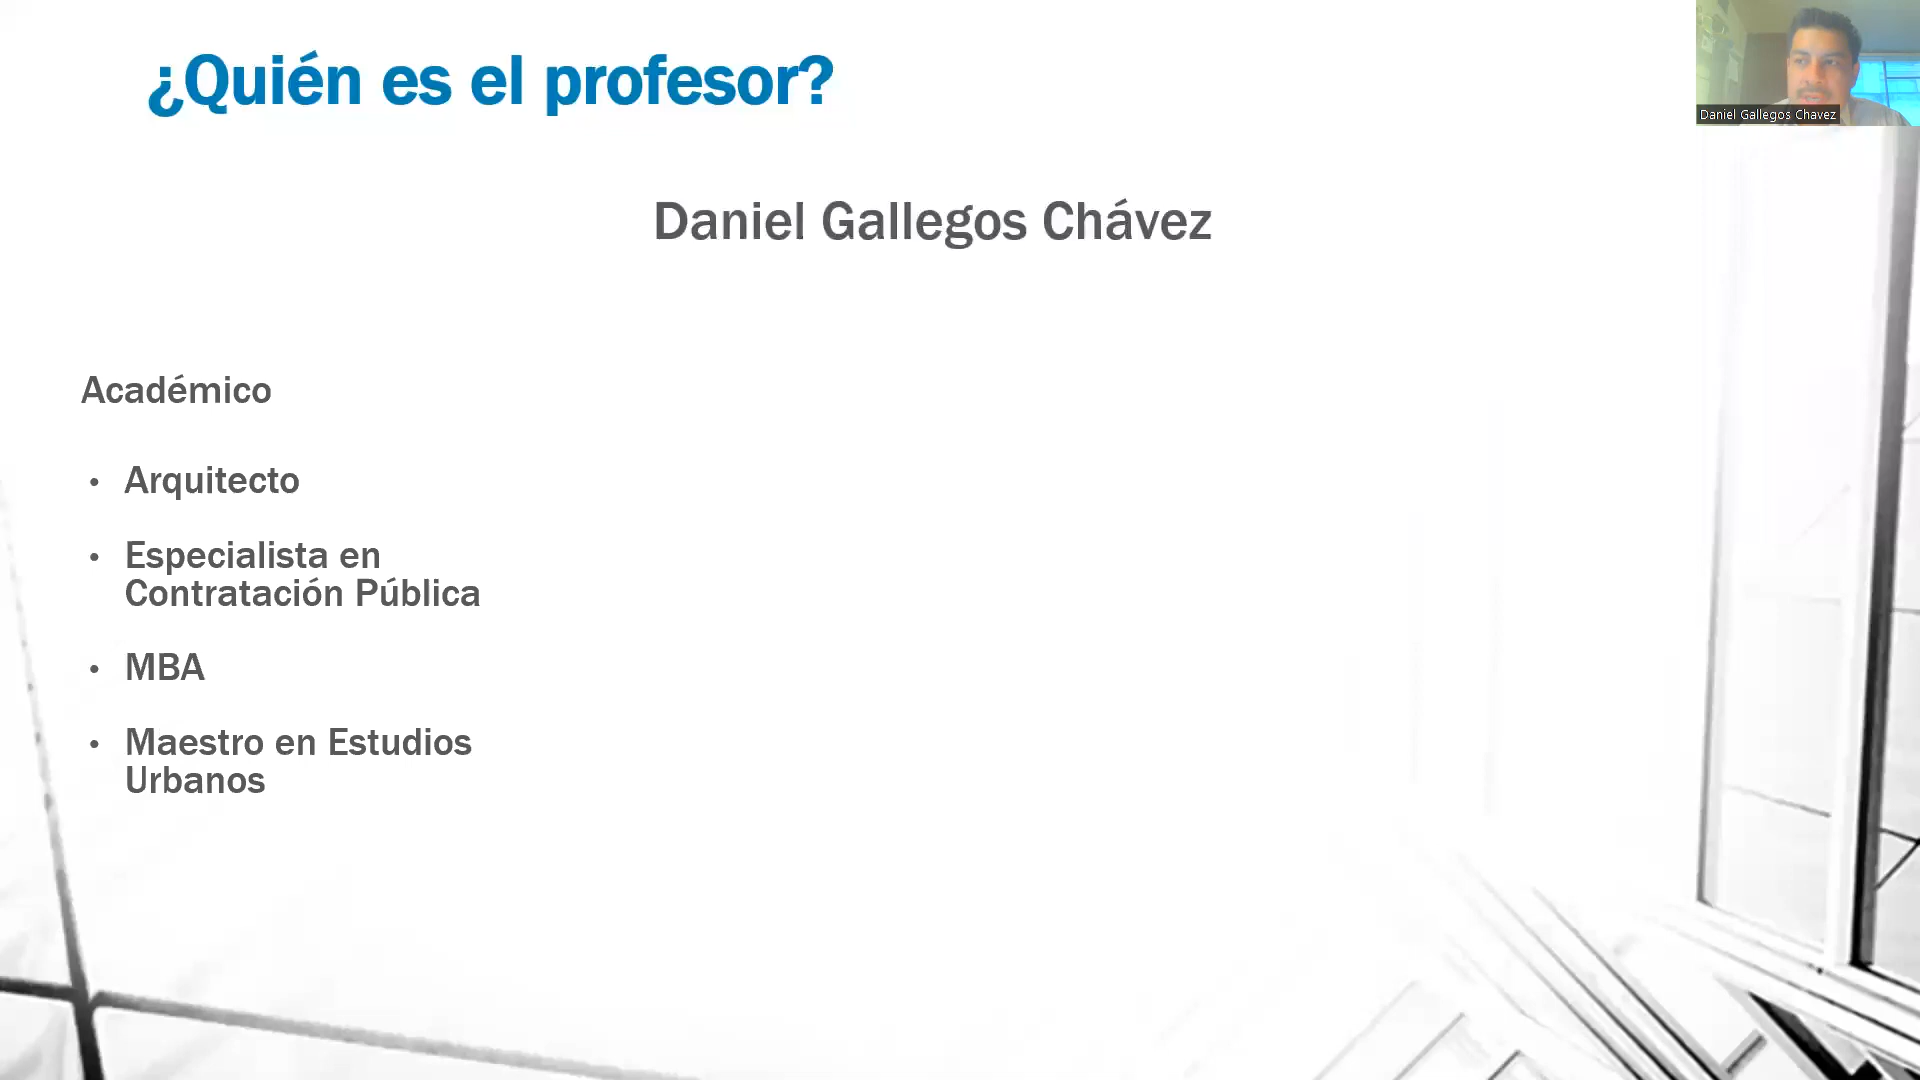 ¿Quién es el profesor?
Daniel Gallegos Chavez
Daniel Gallegos Chávez
Académico
• Arquitecto
• Especialista en
Contratación Pública
• MBA
• Maestro en Estudios
Urbanos